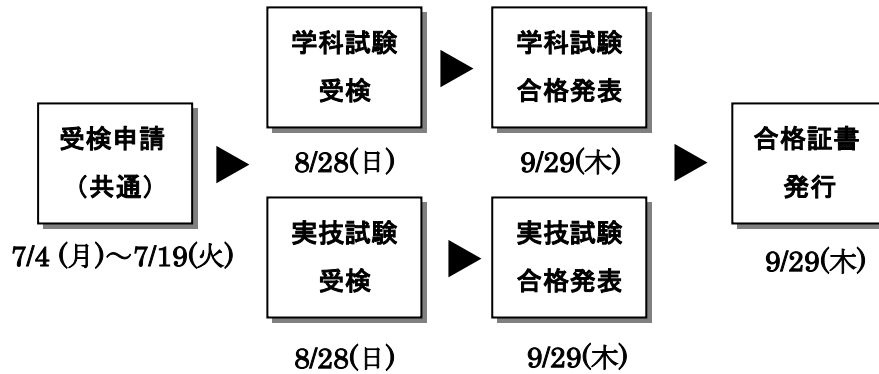 受検申請
（共通）
7/4 (月)～7/19(火)
学科試験
受検
8/28(日)
学科試験
合格発表
9/29(木)
実技試験
受検
8/28(日)
実技試験
合格発表
9/29(木)
合格証書
発行
9/29(木)